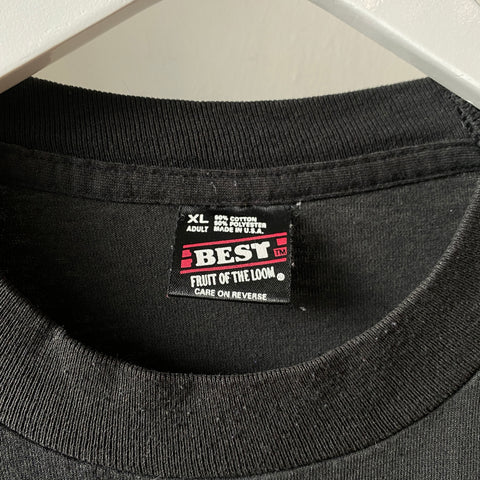 XL 50% COTTON
50% POLYESTER
ADULT MADE IN U.S.A.
BEST TM
FRUIT OF THE LOOM®
CARE ON REVERSE